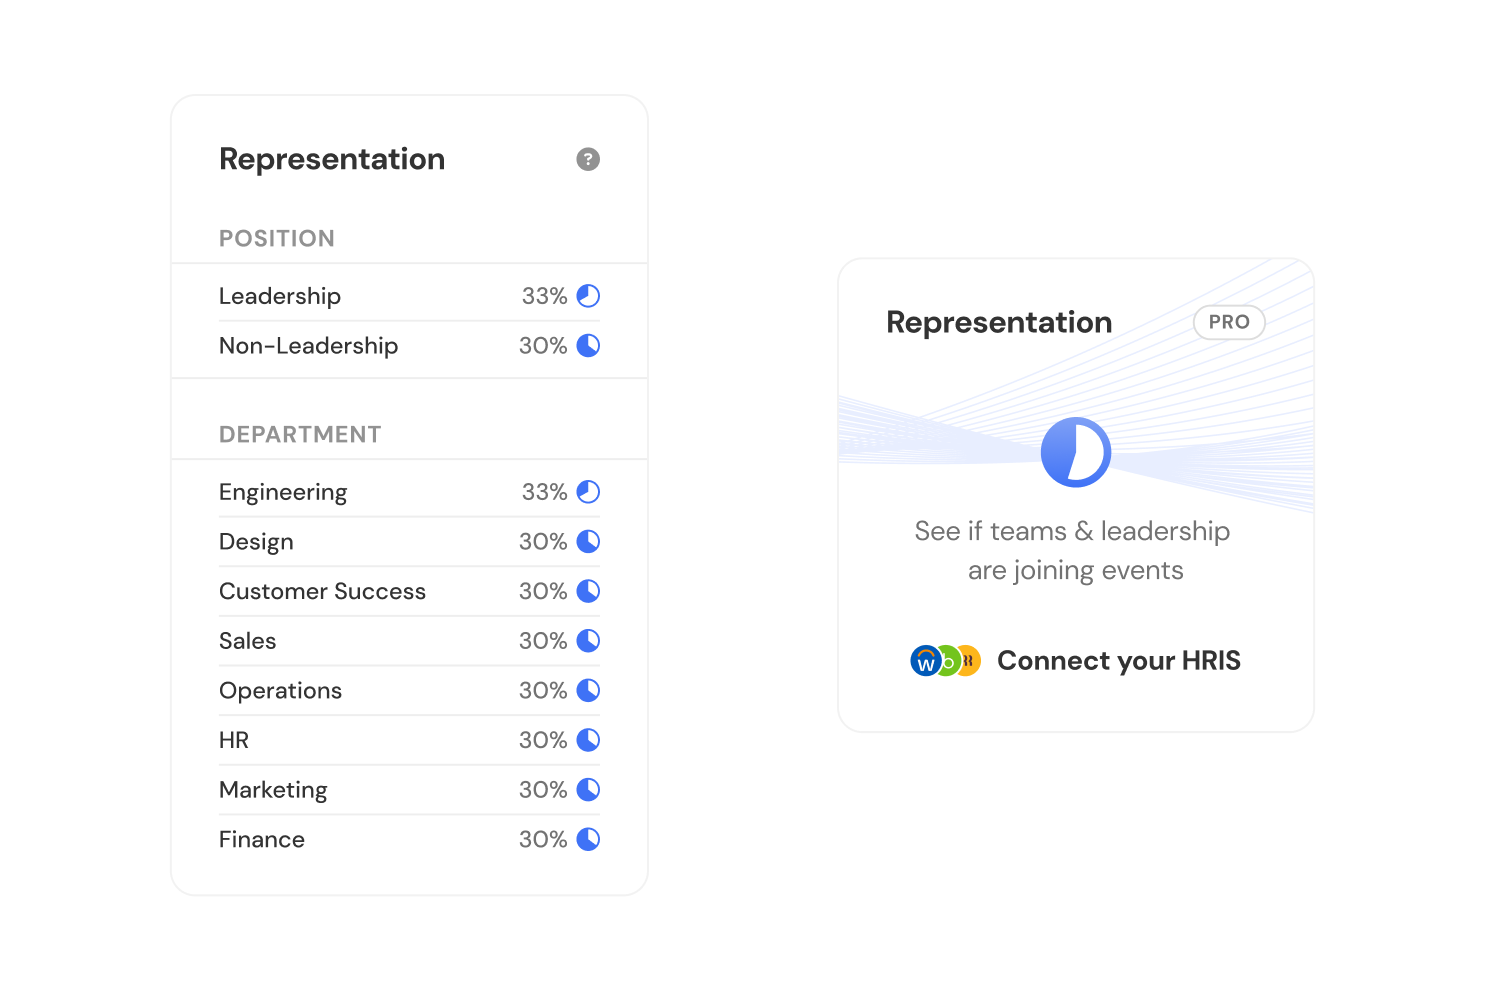 Representation
?
POSITION
Leadership 33%
Non-Leadership 30%
DEPARTMENT
Engineering 33%
Design 30%
Customer Success 30%
Sales 30%
Operations 30%
HR 30%
Marketing 30%
Finance 30%
Representation
PRO
See if teams & leadership
are joining events
w b
Connect your HRIS